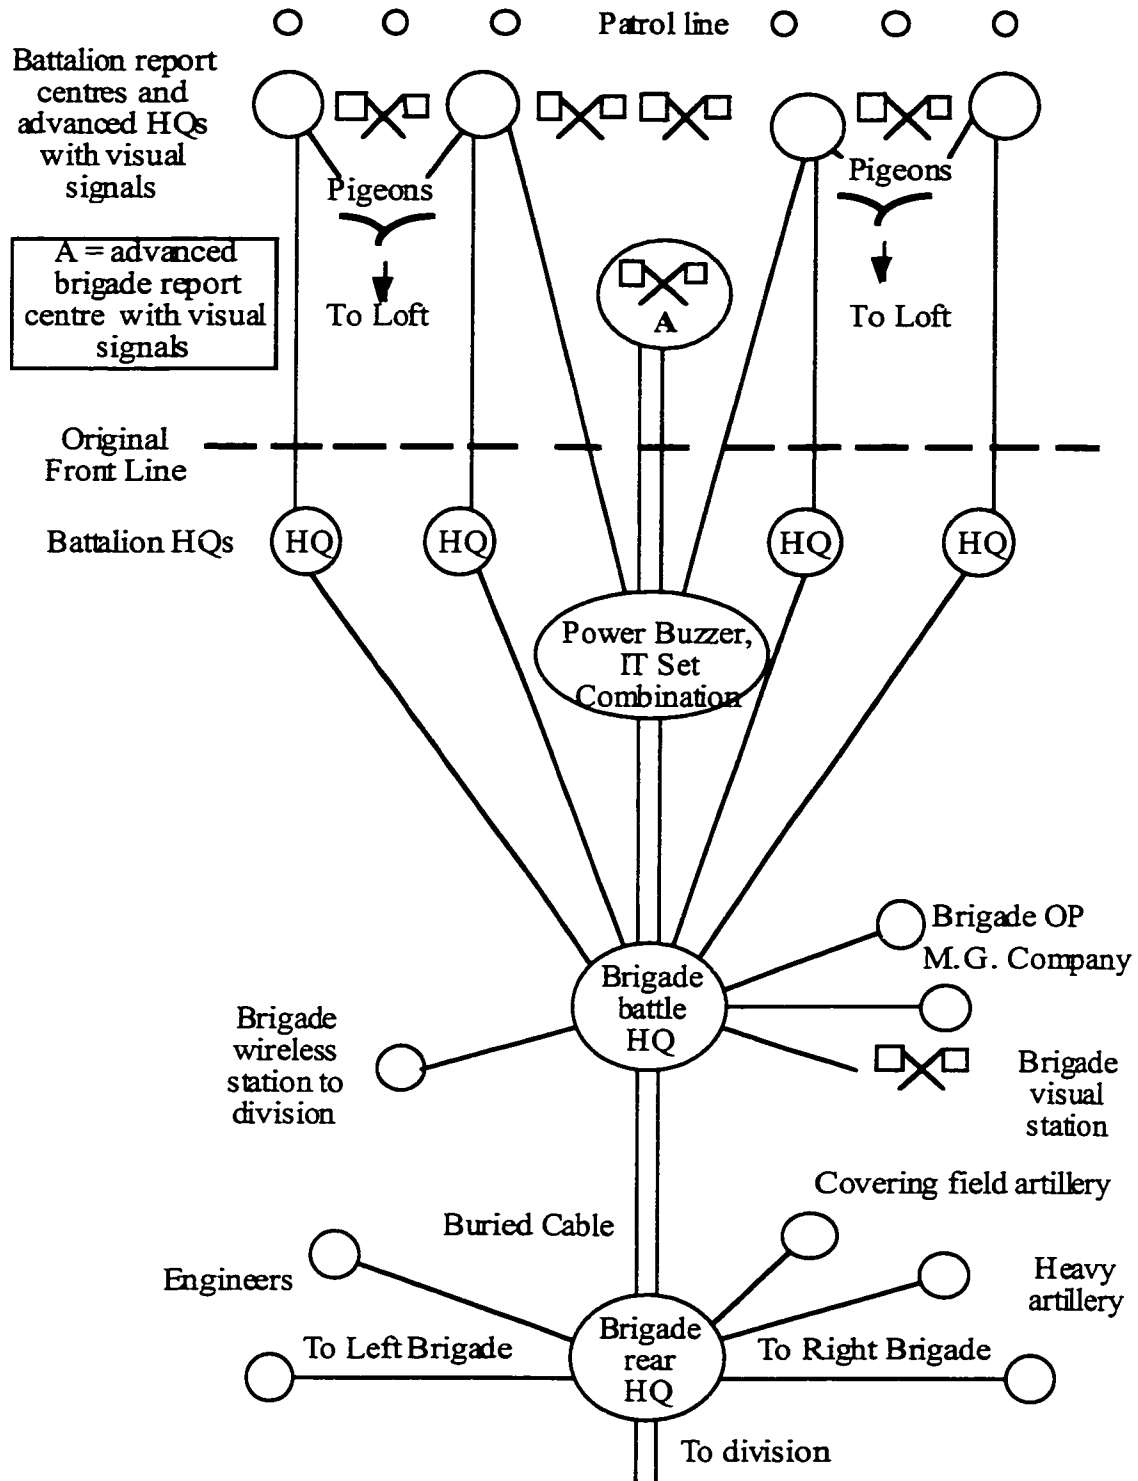 Patrol line
Battalion report
centres and
advanced HQs
with visual
signals
Pigeons
Pigeons
A = advanced
brigade report
centre with visual
signals
To Loft
A
To Loft
Original
Front Line
Battalion HQs
HQ
HQ
HQ
HQ
Power Buzzer,
IT Set
Combination
Brigade OP
M.G. Company
Brigade
battle
HQ
Brigade
wireless
station to
division
Brigade
visual
station
Covering field artillery
Buried Cable
Engineers
Heavy
artillery
Brigade
rear
HQ
To Left Brigade
To Right Brigade
To division